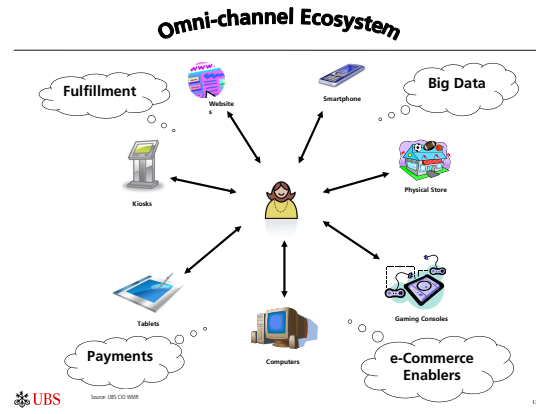 Omni-channel Ecosystem
Fulfillment
Website
s
Smartphone
Big Data
Kiosks
Physical Store
Tablets
Gaming Consoles
Computers
Payments
e-Commerce
Enablers
UBS
Source: UBS CIO WMR